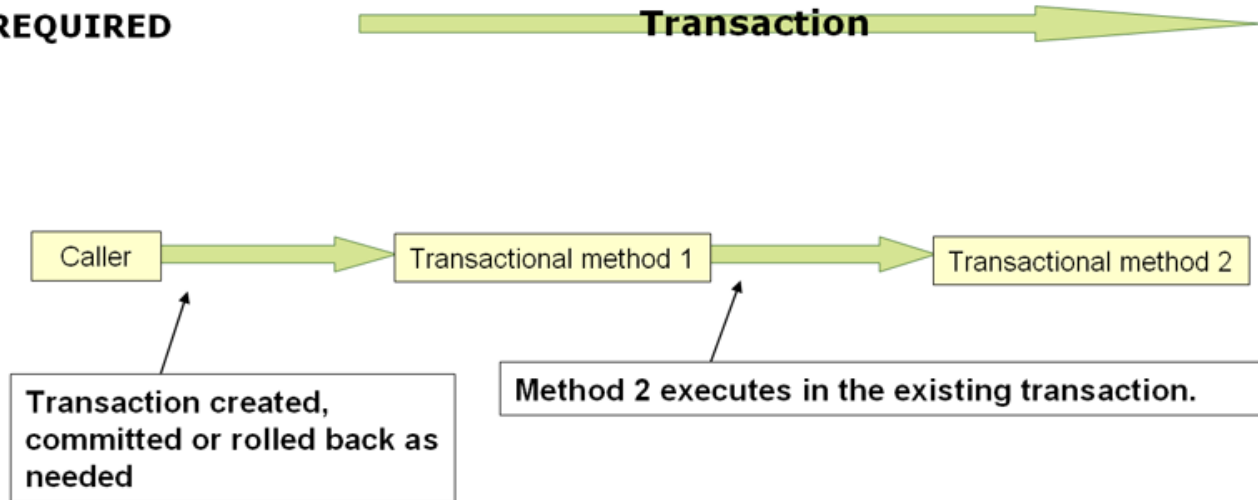 REQUIRED
Transaction
Caller
Transactional method 1
Transactional method 2
Transaction created,
committed or rolled back as
needed
Method 2 executes in the existing transaction.